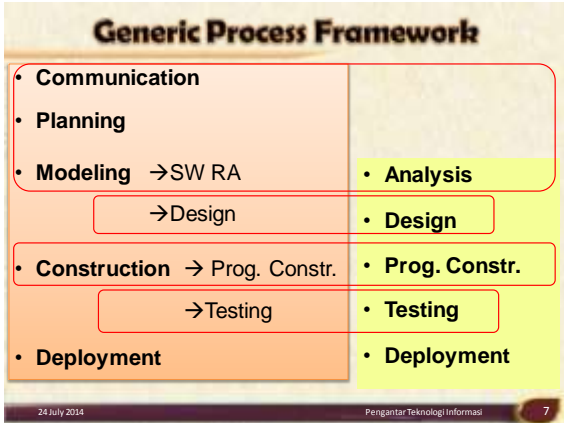 Generic Process Framework
• Communication
• Planning
• Modeling →SW RA
• Analysis
→Design
• Design
• Construction → Prog. Constr.
• Prog. Constr.
→Testing
• Testing
• Deployment
• Deployment
24 July 2014
Pengantar Teknologi Informasi
7